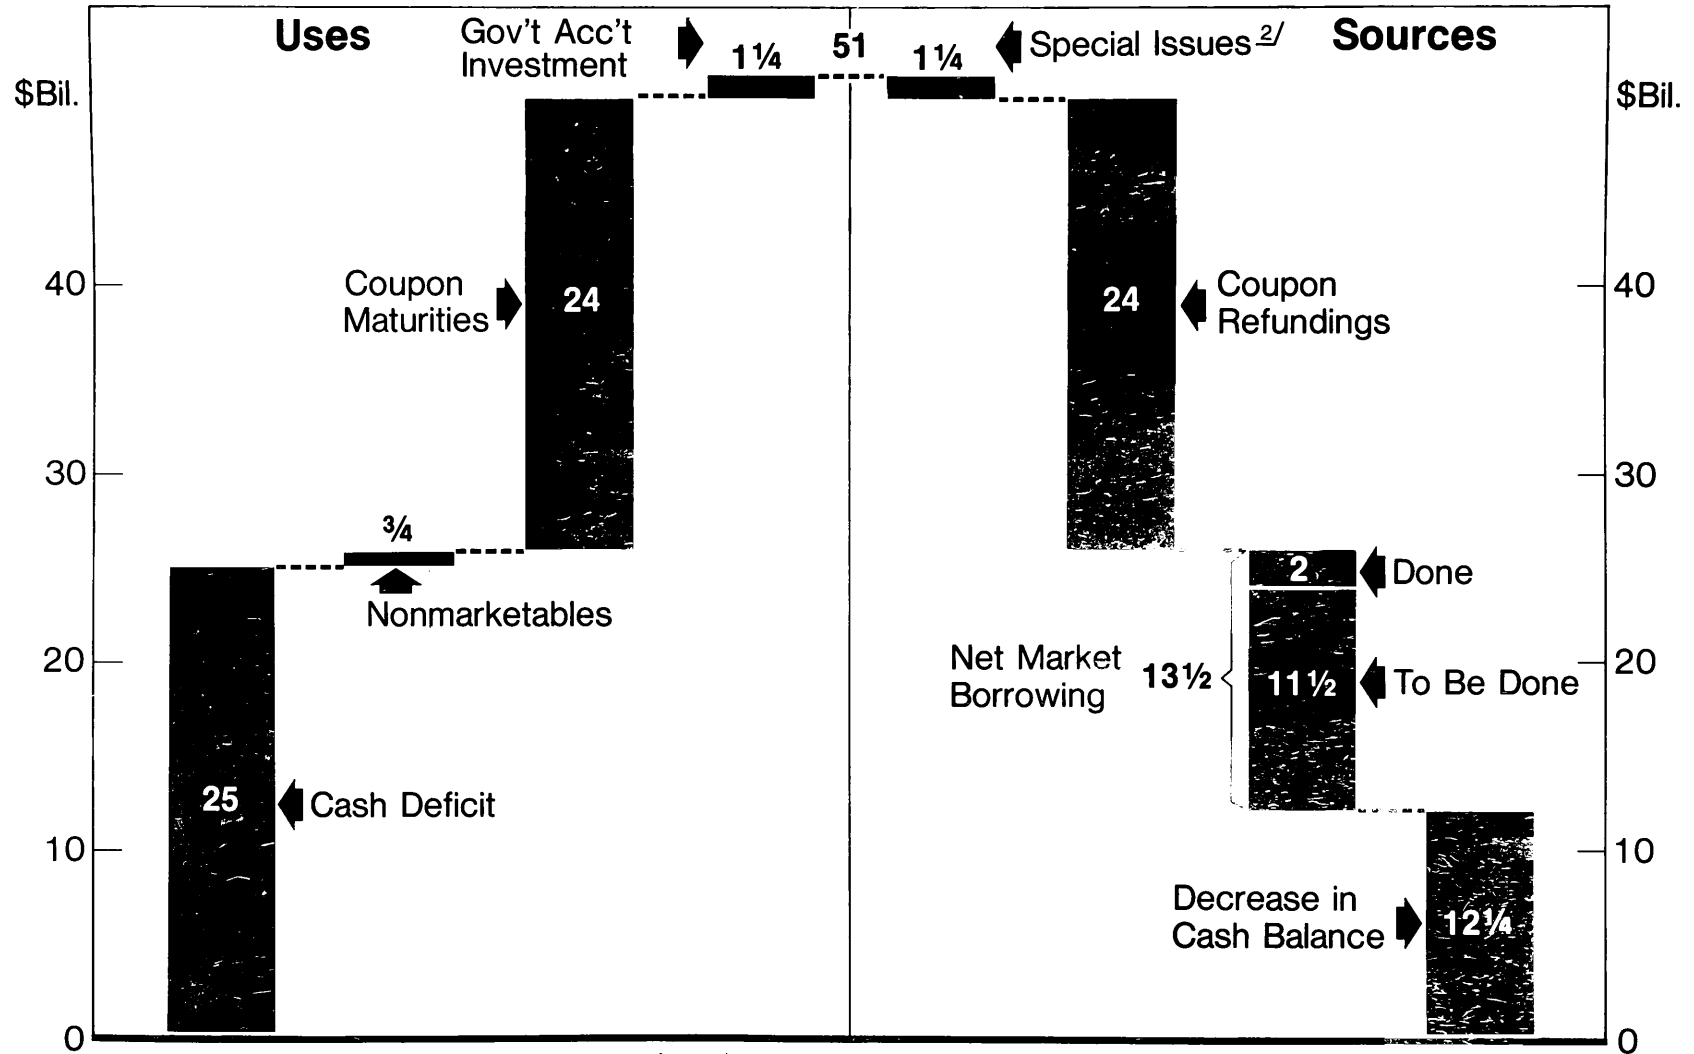 Uses
Gov't Acc't
Investment
1¼
51
1¼
Special Issues 2/
Sources
$Bil.
$Bil.
Coupon
Maturities
24
24
Coupon
Refundings
40
40
30
30
¾
Nonmarketables
2
Done
20
20
Net Market
Borrowing
13½
11½
To Be Done
25
Cash Deficit
10
10
Decrease in
Cash Balance
12¼
0
0